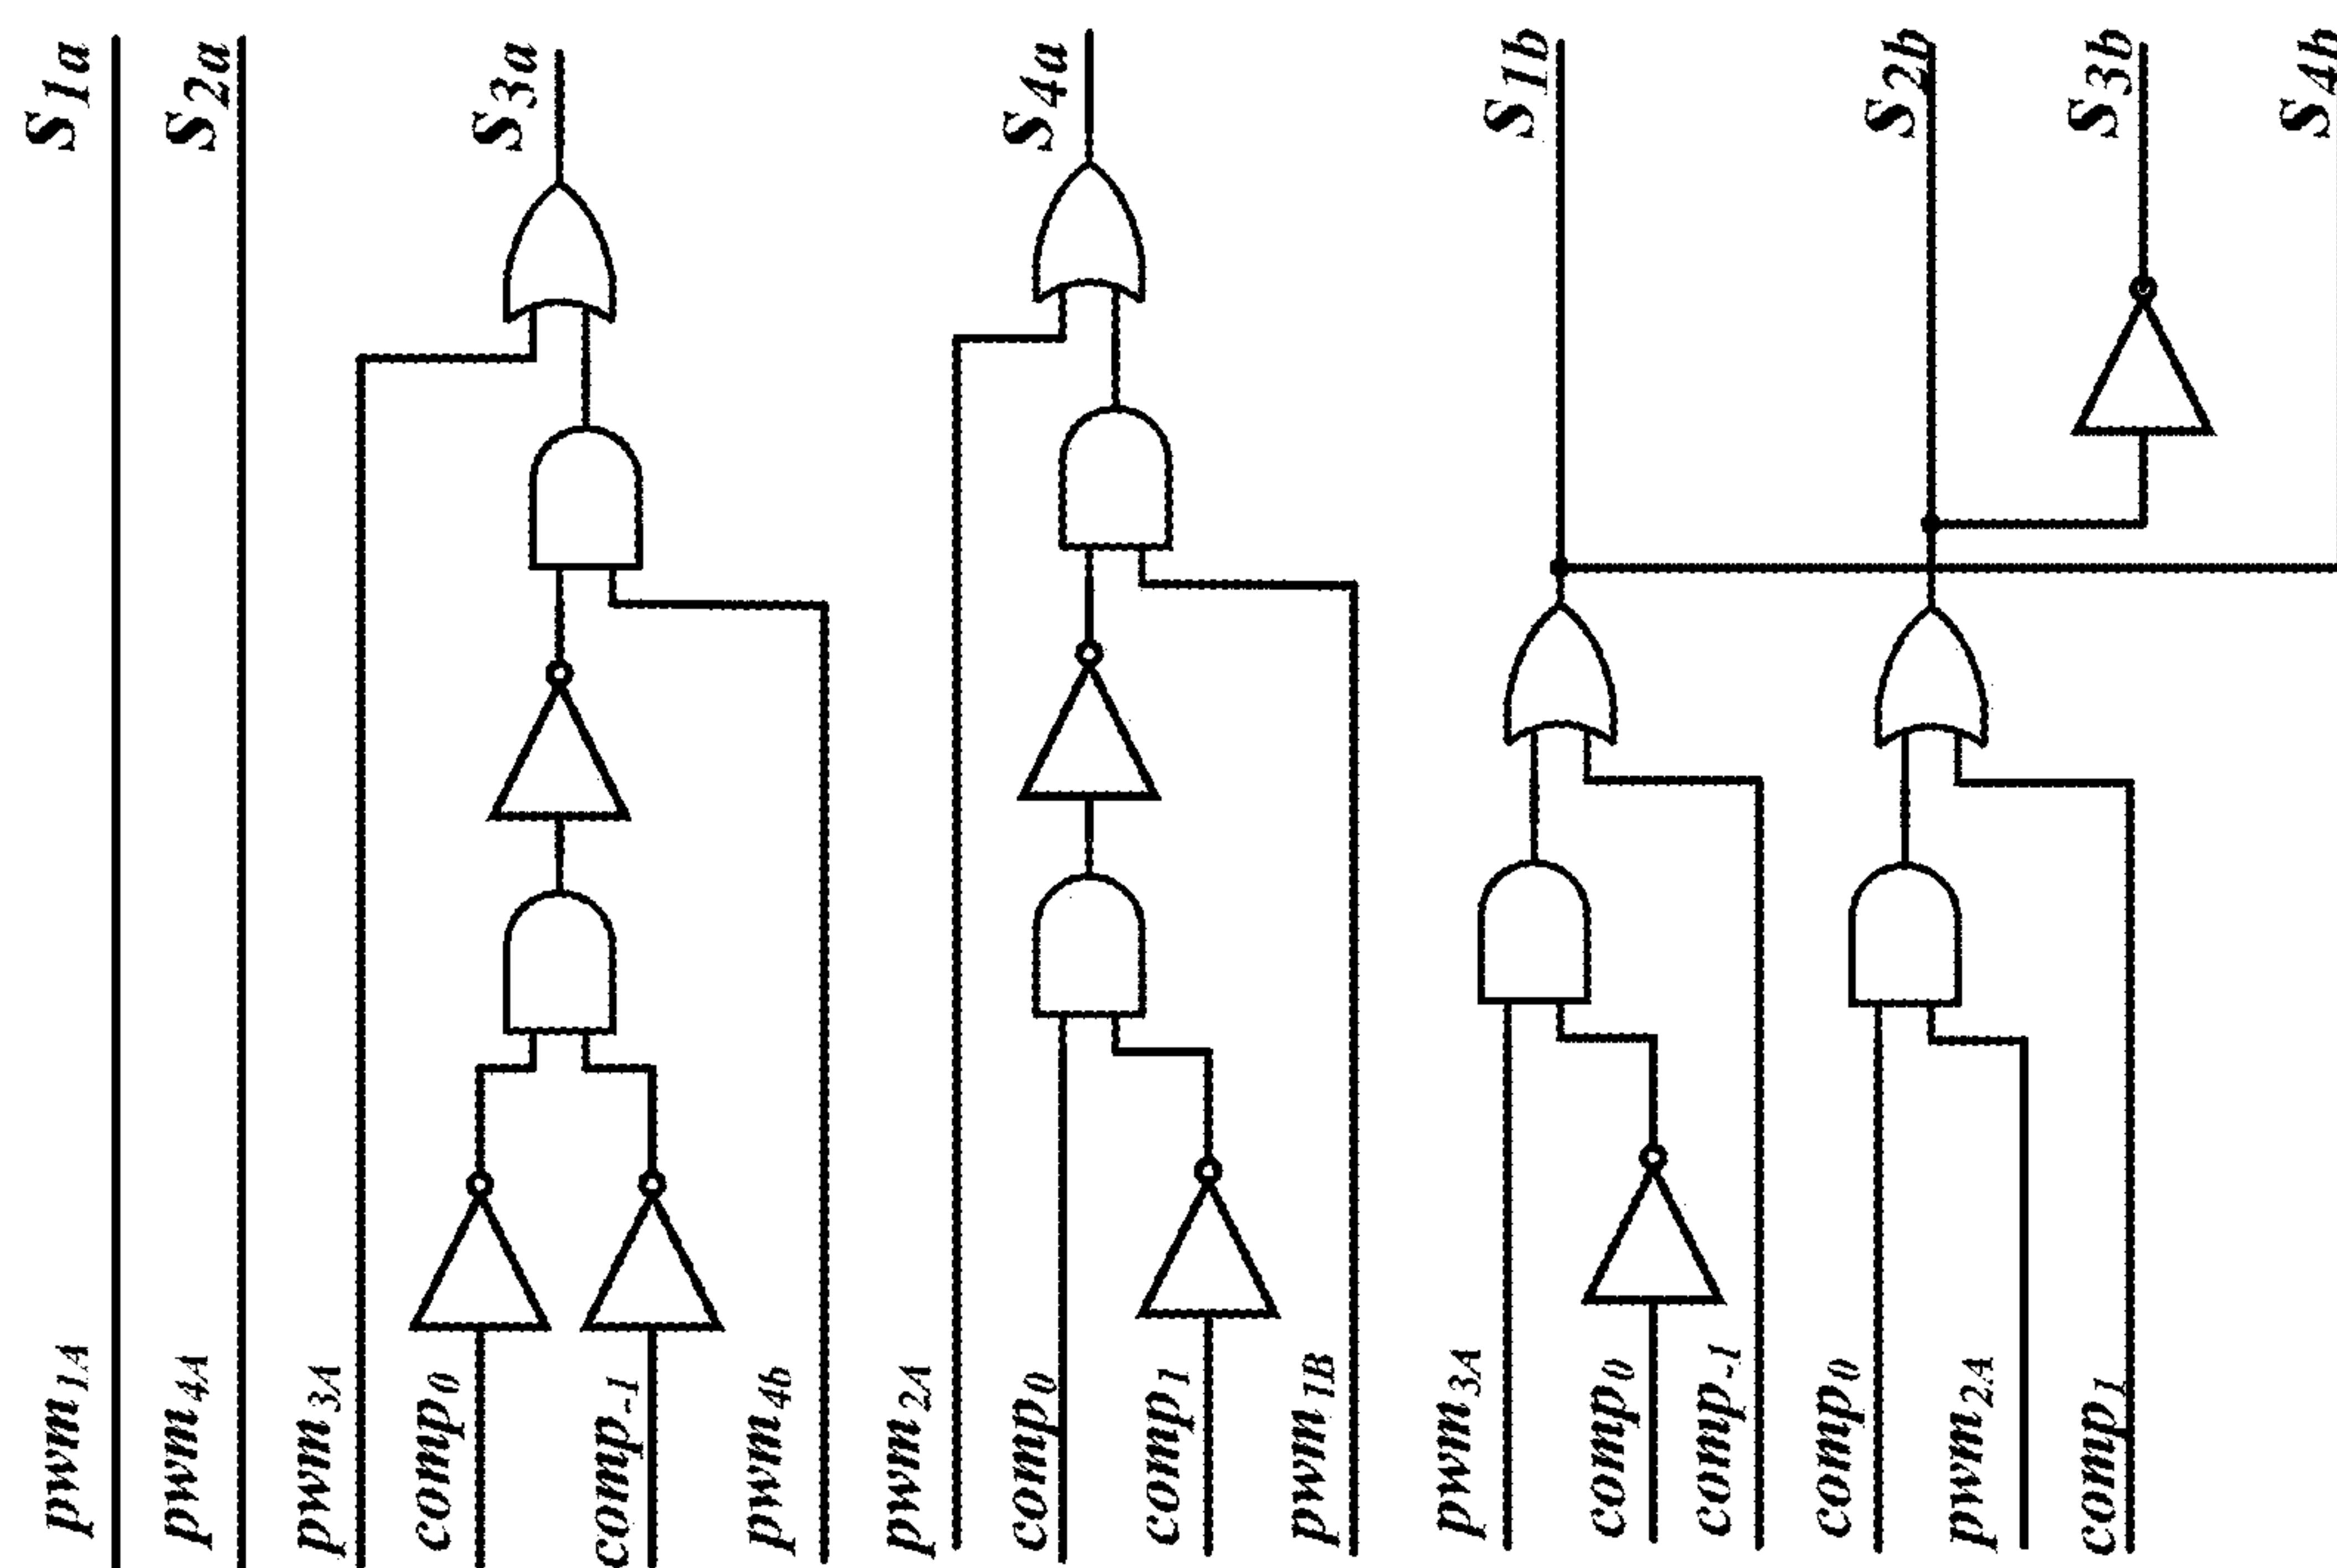 S1a
S2a
S3a
S4a
S1b
S2b
S3b
S4b
pwm1A
pwm4A
pwm3A
comp0
comp-1
pwm4b
pwm2A
comp0
comp1
pwm1B
pwm3A
comp0
comp-1
comp0
pwm2A
comp1